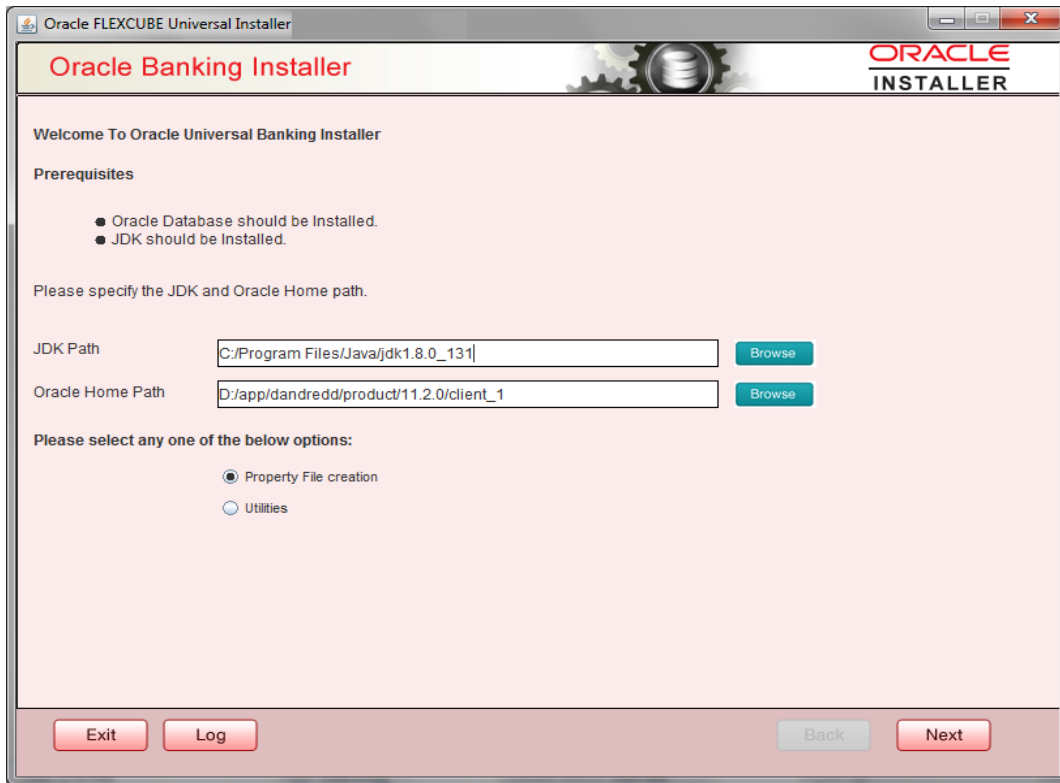 Oracle FLEXCUBE Universal Installer
Oracle Banking Installer
ORACLE
INSTALLER
Welcome To Oracle Universal Banking Installer
Prerequisites
Oracle Database should be Installed.
JDK should be Installed.
Please specify the JDK and Oracle Home path.
JDK Path C:/Program Files/Java/jdk1.8.0_131 Browse
Oracle Home Path D:/app/dandredd/product/11.2.0/client_1 Browse
Please select any one of the below options:
Property File creation
Utilities
Exit Log Back Next